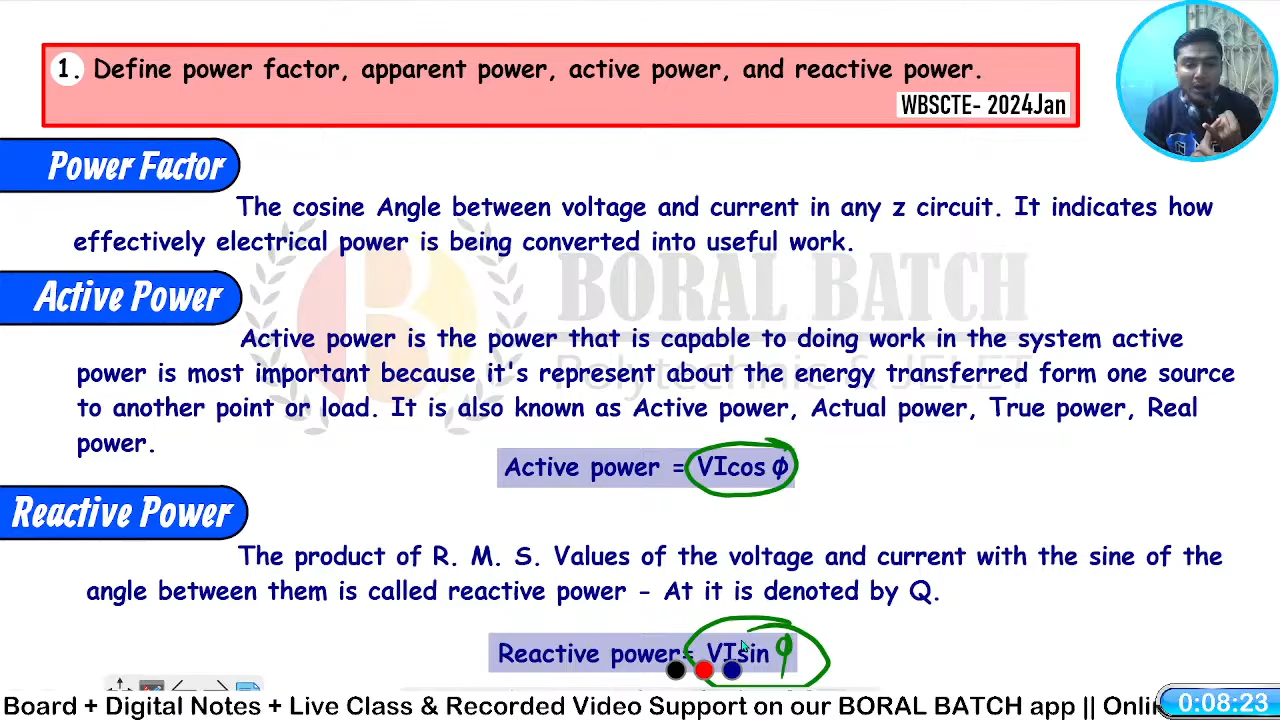 1. Define power factor, apparent power, active power, and reactive power.
WBSCTE- 2024Jan
Power Factor
The cosine Angle between voltage and current in any z circuit. It indicates how
effectively electrical power is being converted into useful work.
BORAL BATCH
Polytechnic & JELET
Active Power
Active power is the power that is capable to doing work in the system active
power is most important because it's represent about the energy transferred form one source
to another point or load. It is also known as Active power, Actual power, True power, Real
power.
Active power = VIcos ϕ
Reactive Power
The product of R. M. S. Values of the voltage and current with the sine of the
angle between them is called reactive power - At it is denoted by Q.
Reactive power= VIsin φ
Board + Digital Notes + Live Class & Recorded Video Support on our BORAL BATCH app || Onlin
0:08:23